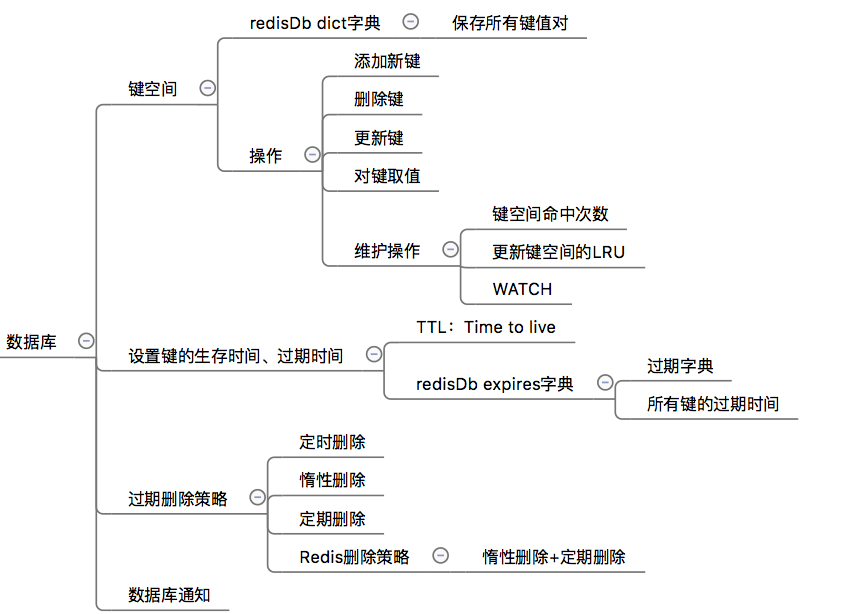 redisDb dict字典
保存所有键值对
添加新键
键空间
删除键
更新键
操作
对键取值
键空间命中次数
维护操作
更新键空间的LRU
WATCH
TTL：Time to live
数据库
设置键的生存时间、过期时间
过期字典
redisDb expires字典
所有键的过期时间
定时删除
惰性删除
过期删除策略
定期删除
Redis删除策略
惰性删除+定期删除
数据库通知